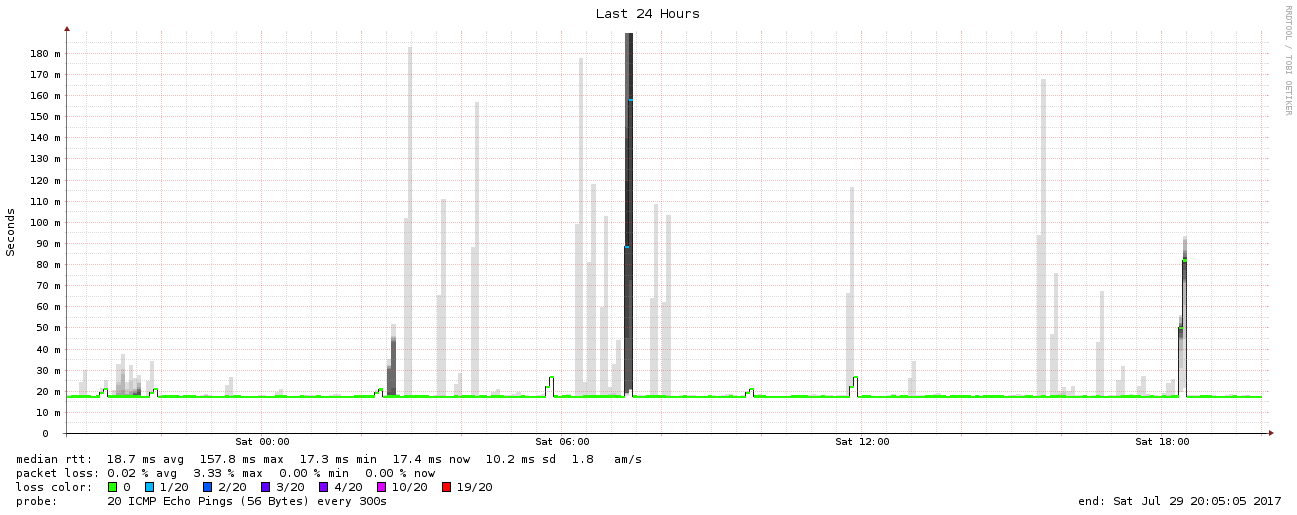 Last 24 Hours
RRDTOOL / TOBI OETIKER
Seconds
180 m
170 m
160 m
150 m
140 m
130 m
120 m
110 m
100 m
90 m
80 m
70 m
60 m
50 m
40 m
30 m
20 m
10 m
0
Sat 00:00 Sat 06:00 Sat 12:00 Sat 18:00
median rtt: 18.7 ms avg 157.8 ms max 17.3 ms min 17.4 ms now 10.2 ms sd 1.8 am/s
packet loss: 0.02 % avg 3.33 % max 0.00 % min 0.00 % now
loss color: 0 1/20 2/20 3/20 4/20 10/20 19/20
probe: 20 ICMP Echo Pings (56 Bytes) every 300s end: Sat Jul 29 20:05:05 2017